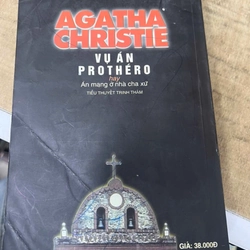 AGATHA
CHRISTIE
VỤ ÁN
PROTHÉRO
hay
Án mạng ở nhà cha xứ
TIỂU THUYẾT TRINH THÁM
GIÁ: 38.000Đ